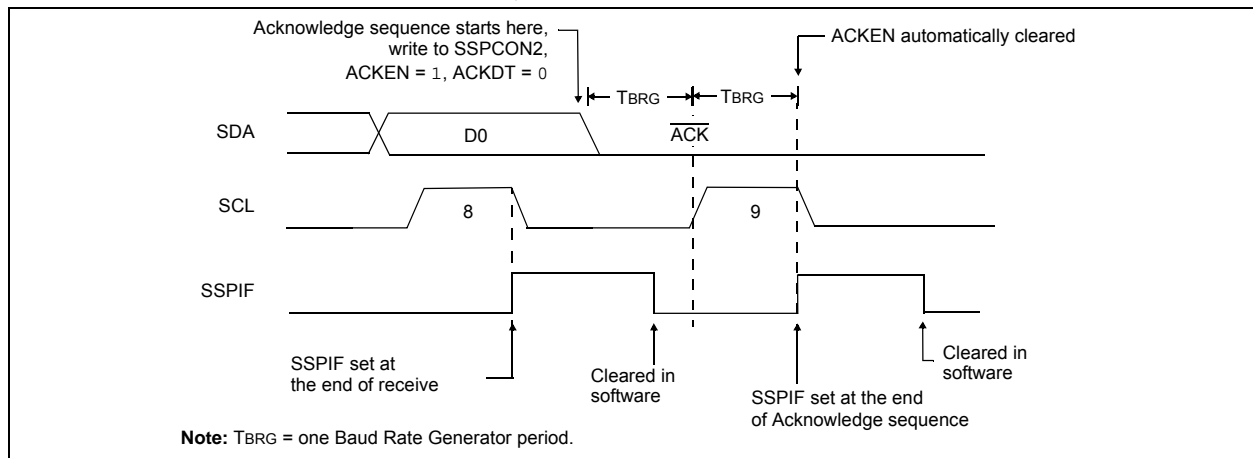 Acknowledge sequence starts here,
write to SSPCON2,
ACKEN = 1, ACKDT = 0
ACKEN automatically cleared
TBRG
TBRG
SDA
D0
ACK
SCL
8
9
SSPIF
SSPIF set at
the end of receive
Cleared in
software
SSPIF set at the end
of Acknowledge sequence
Cleared in
software
Note: TBRG = one Baud Rate Generator period.